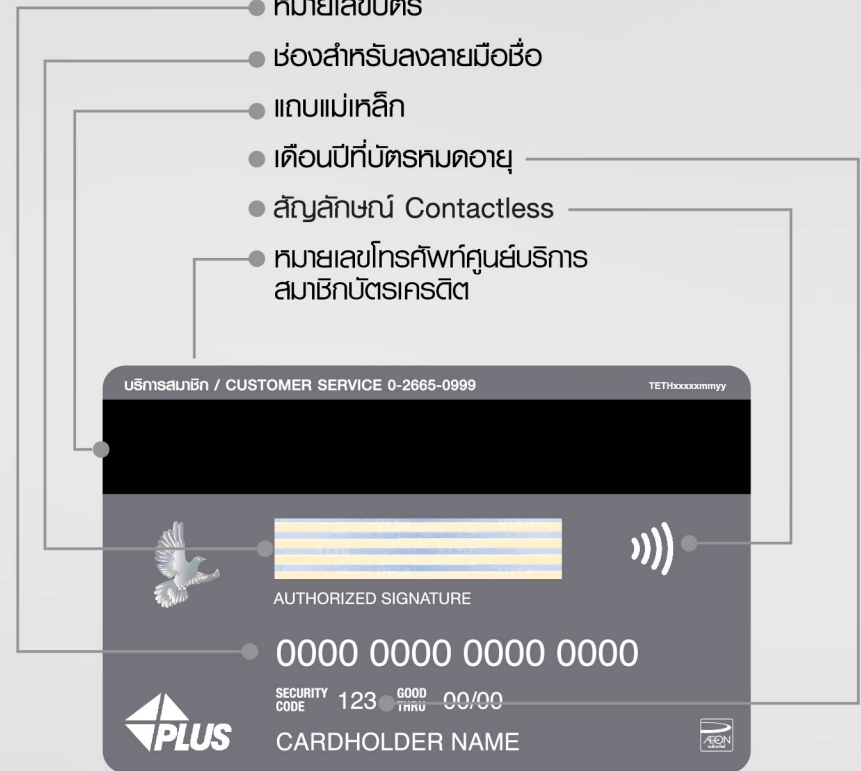 หมายเลขบัตร
ช่องสำหรับลงลายมือชื่อ
แถบแม่เหล็ก
เดือนปีที่บัตรหมดอายุ
สัญลักษณ์ Contactless
หมายเลขโทรศัพท์ศูนย์บริการ
สมาชิกบัตรเครดิต
บริการสมาชิก / CUSTOMER SERVICE 0-2665-0999
TETHxxxxxmmyy
AUTHORIZED SIGNATURE
0000 0000 0000 0000
SECURITY CODE 123 GOOD THRU 00/00
PLUS
CARDHOLDER NAME
ÆON